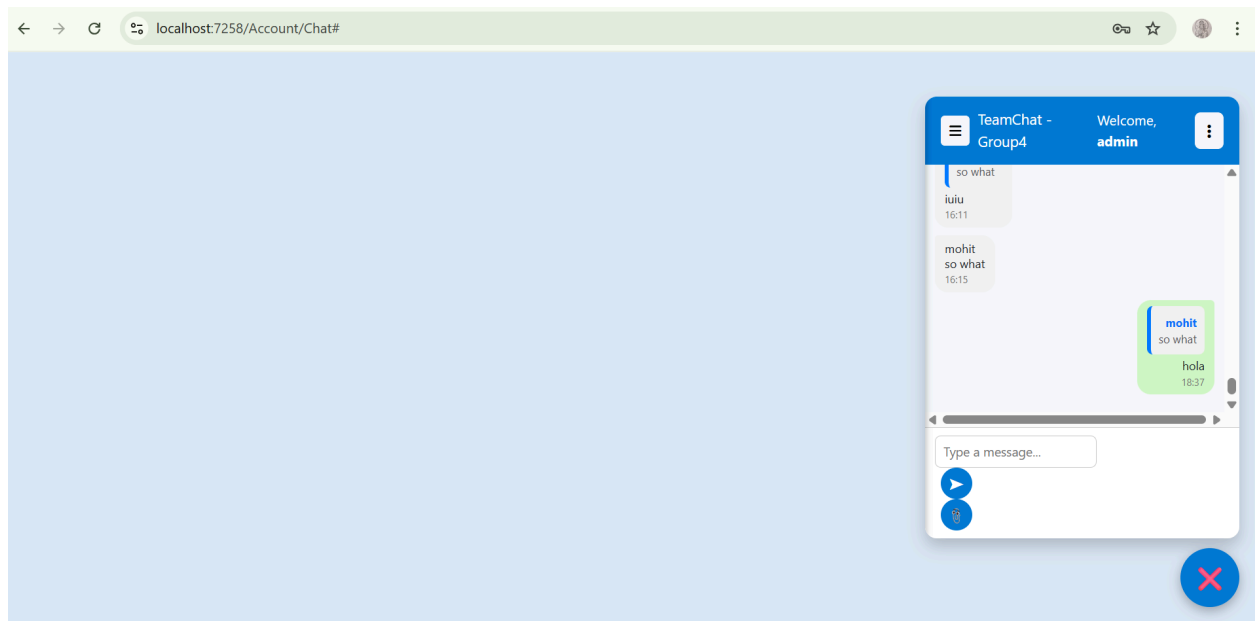 localhost:7258/Account/Chat#
TeamChat -
Group4
Welcome,
admin
so what
iuiu
16:11
mohit
so what
16:15
mohit
so what
hola
18:37
Type a message...